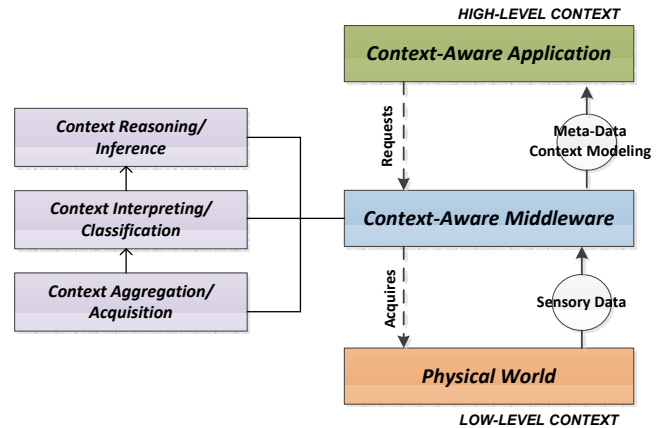 HIGH-LEVEL CONTEXT
Context-Aware Application
Requests
Meta-Data
Context Modeling
Context Reasoning/
Inference
Context Interpreting/
Classification
Context-Aware Middleware
Context Aggregation/
Acquisition
Acquires
Sensory Data
Physical World
LOW-LEVEL CONTEXT